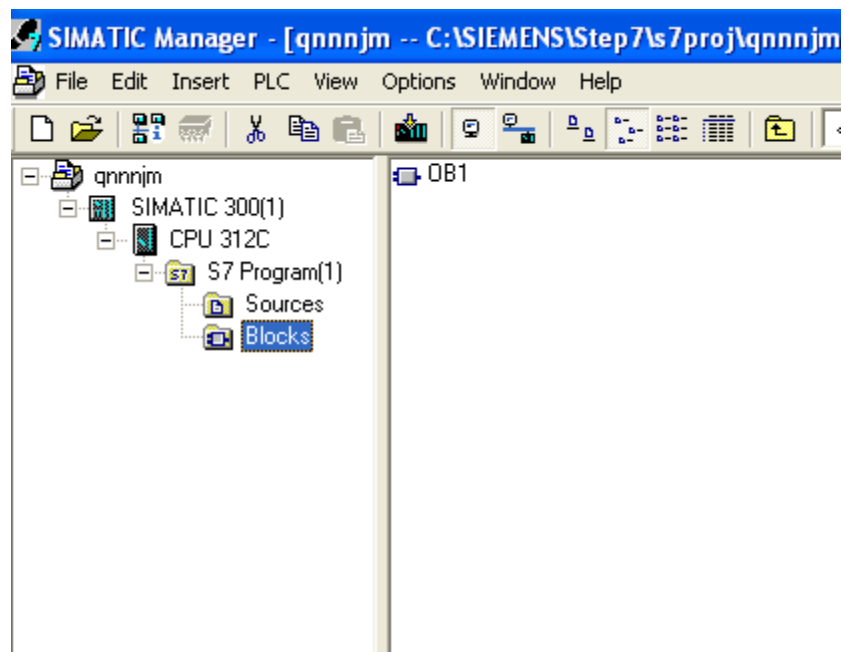 SIMATIC Manager - [qnnnjm -- C:\SIEMENS\Step7\s7proj\qnnnjm
File Edit Insert PLC View Options Window Help
qnnnjm
SIMATIC 300(1)
CPU 312C
S7 Program(1)
Sources
Blocks
OB1